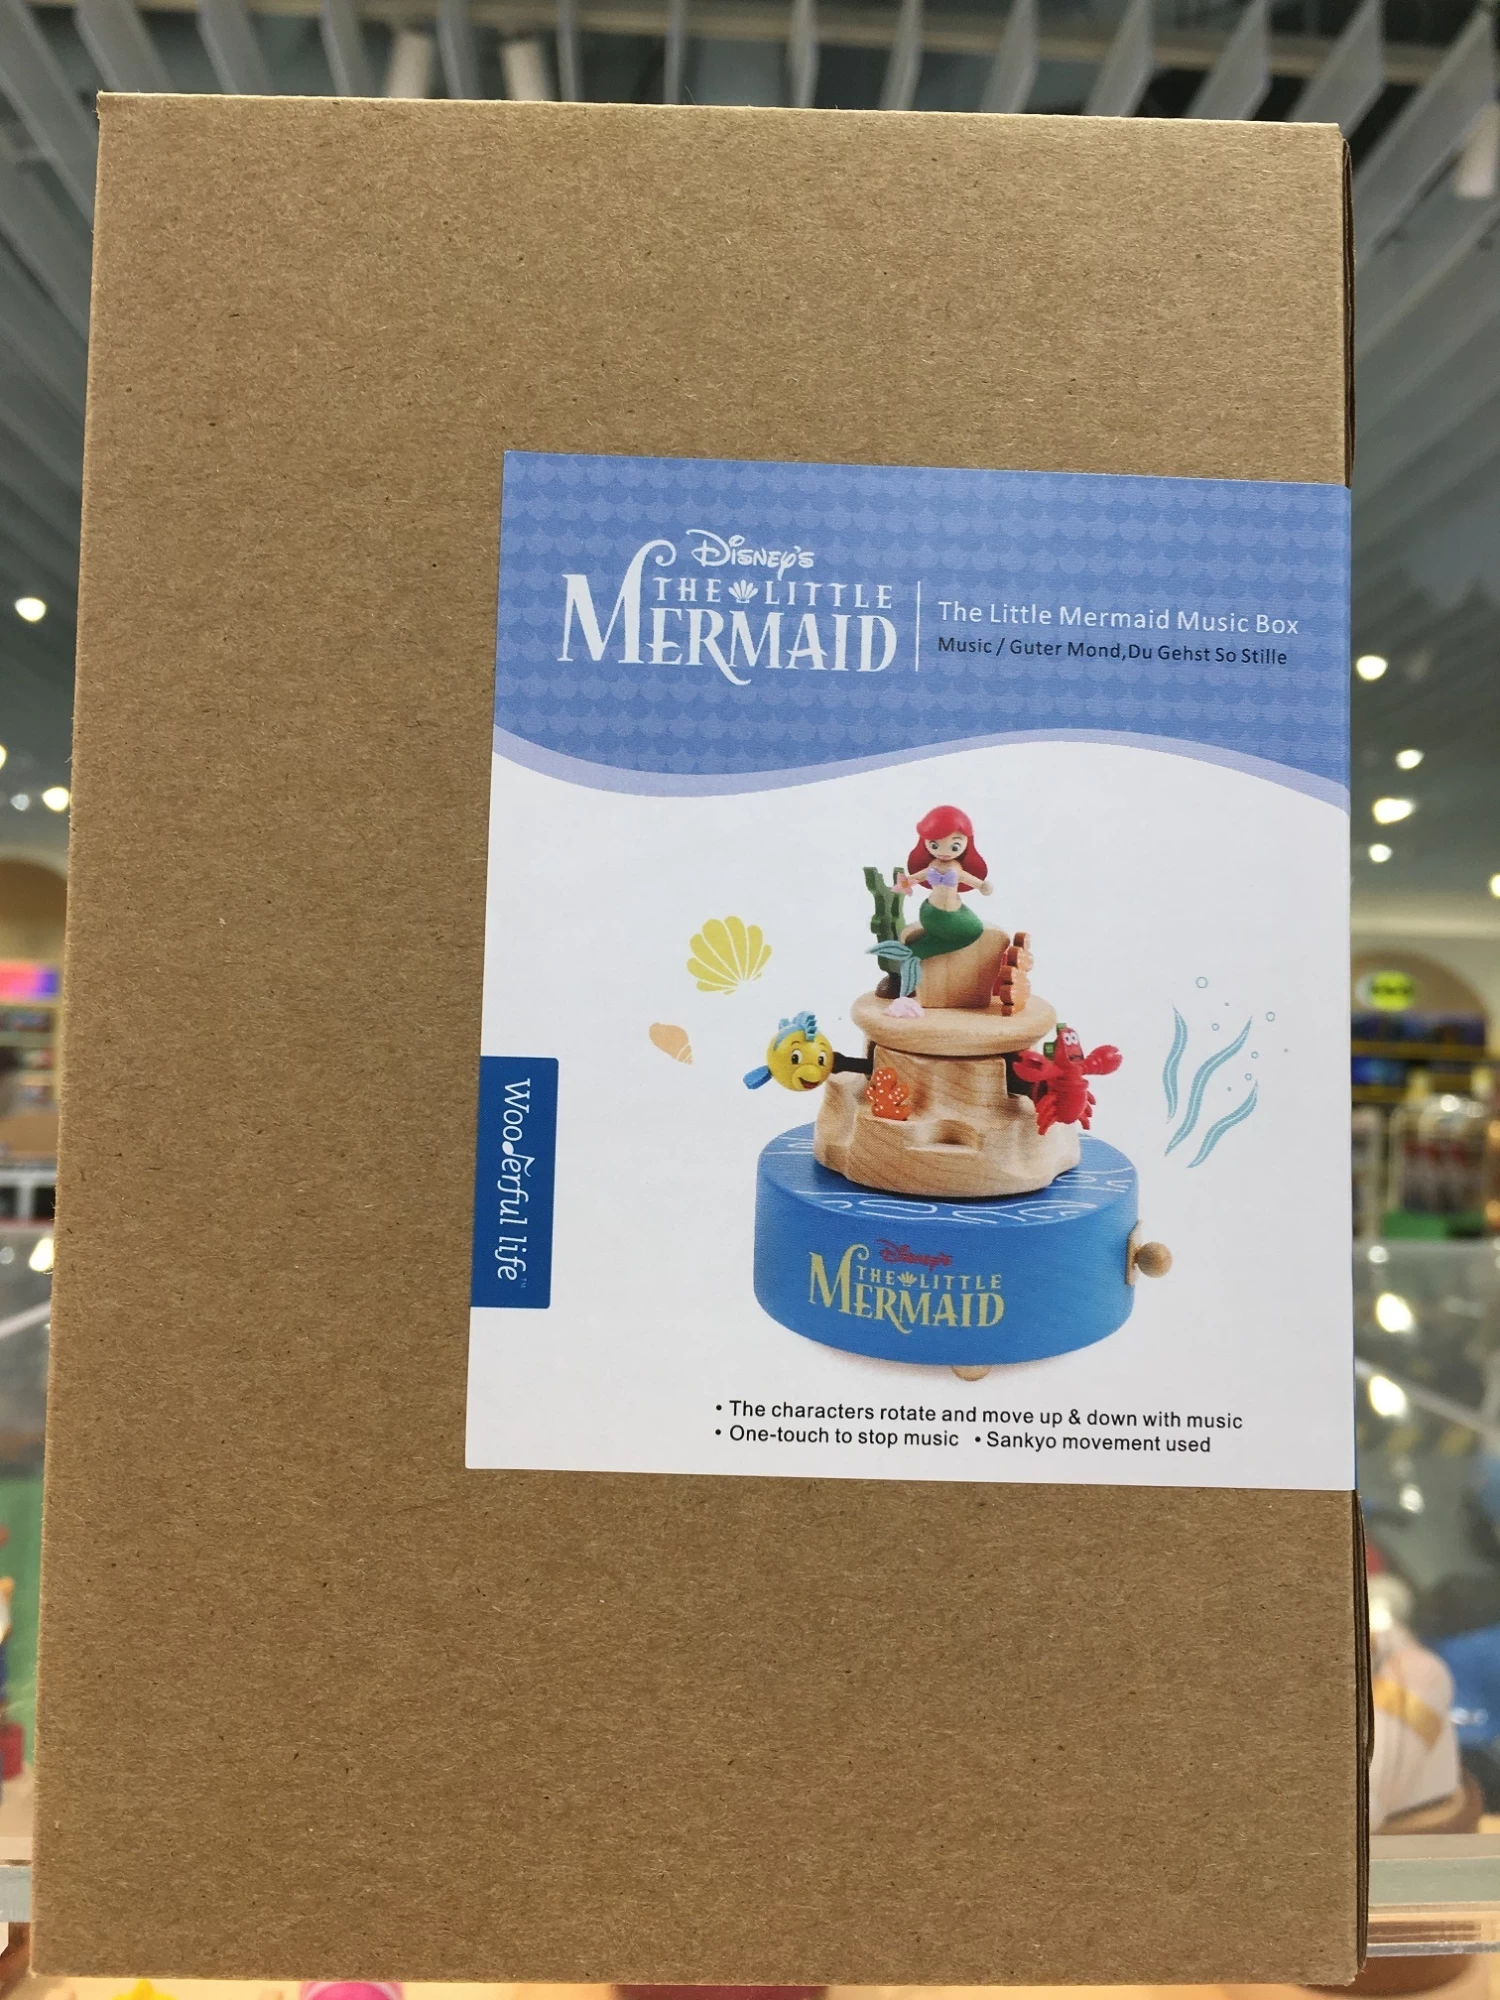 Disney's
THE LITTLE
MERMAID
The Little Mermaid Music Box
Music / Guter Mond,Du Gehst So Stille
Wooderful life™
Disney's
THE LITTLE
MERMAID
• The characters rotate and move up & down with music
• One-touch to stop music • Sankyo movement used